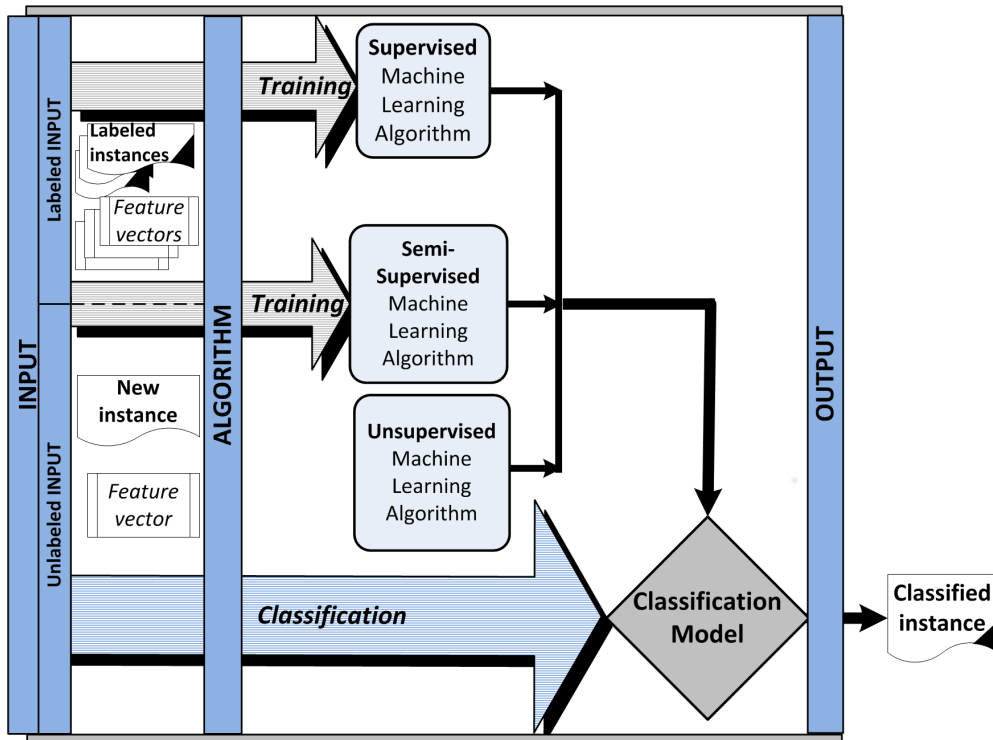 INPUT
Labeled INPUT
Unlabeled INPUT
Labeled
instances
Feature
vectors
New
instance
Feature
vector
ALGORITHM
Training
Supervised
Machine
Learning
Algorithm
Training
Semi-
Supervised
Machine
Learning
Algorithm
Unsupervised
Machine
Learning
Algorithm
Classification
Classification
Model
OUTPUT
Classified
instance